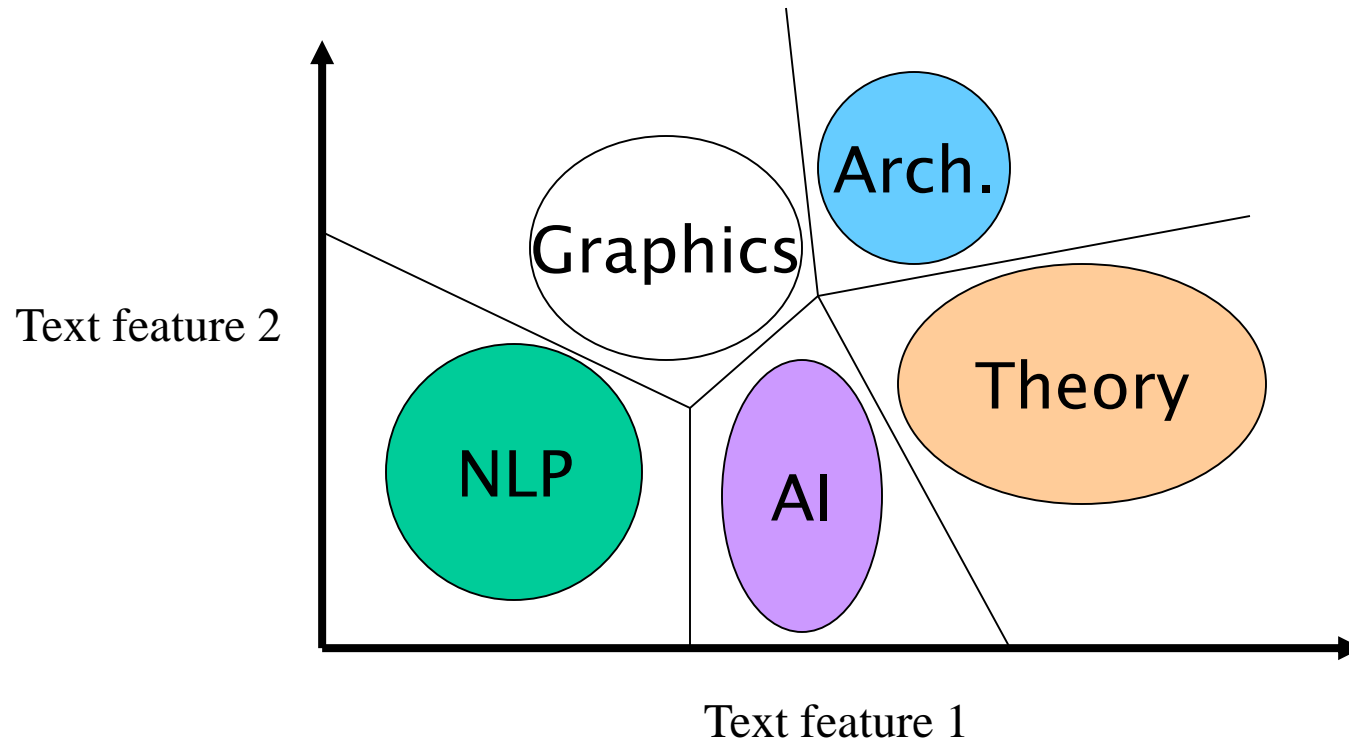 Arch.
Graphics
Text feature 2
Theory
NLP
AI
Text feature 1